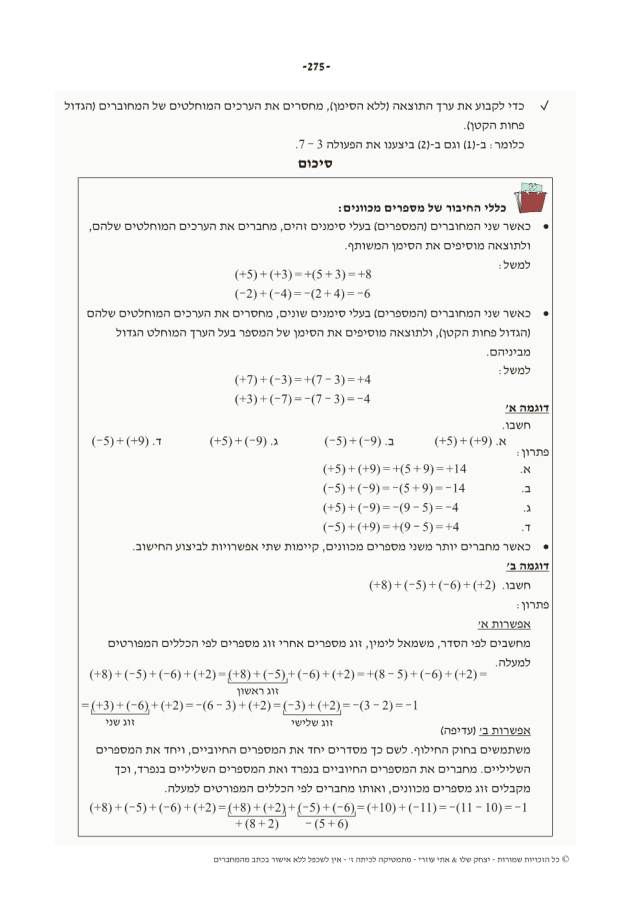 -275-
√ כדי לקבוע את ערך התוצאה (ללא הסימן), מחסרים את הערכים המוחלטים של המחוברים (הגדול
פחות הקטן).
כלומר: ב-(1) וגם ב-(2) ביצענו את הפעולה 3 − 7.
סיכום
כללי החיבור של מספרים מכוונים:
• כאשר שני המחוברים (המספרים) בעלי סימנים זהים, מחברים את הערכים המוחלטים שלהם,
ולתוצאה מוסיפים את הסימן המשותף.
למשל:
(+5) + (+3) = +(5 + 3) = +8
(−2) + (−4) = −(2 + 4) = −6
• כאשר שני המחוברים (המספרים) בעלי סימנים שונים, מחסרים את הערכים המוחלטים שלהם
(הגדול פחות הקטן), ולתוצאה מוסיפים את הסימן של המספר בעל הערך המוחלט הגדול
מביניהם.
למשל:
(+7) + (−3) = +(7 − 3) = +4
(+3) + (−7) = −(7 − 3) = −4
דוגמה א'
חשבו.
א. (+5) + (+9) ב. (−5) + (−9) ג. (+5) + (−9) ד. (−5) + (+9)
פתרון:
א. (+5) + (+9) = +(5 + 9) = +14
ב. (−5) + (−9) = −(5 + 9) = −14
ג. (+5) + (−9) = −(9 − 5) = −4
ד. (−5) + (+9) = +(9 − 5) = +4
• כאשר מחברים יותר משני מספרים מכוונים, קיימות שתי אפשרויות לביצוע החישוב.
דוגמה ב'
חשבו. (+8) + (−5) + (−6) + (+2)
פתרון:
אפשרות א'
מחשבים לפי הסדר, משמאל לימין, זוג מספרים אחרי זוג מספרים לפי הכללים המפורטים
למעלה.
(+8) + (−5) + (−6) + (+2) = (+8) + (−5) + (−6) + (+2) = +(8 − 5) + (−6) + (+2) =
זוג ראשון
= (+3) + (−6) + (+2) = −(6 − 3) + (+2) = (−3) + (+2) = −(3 − 2) = −1
זוג שני זוג שלישי
אפשרות ב' (עדיפה)
משתמשים בחוק החילוף. לשם כך מסדרים יחד את המספרים החיוביים, ויחד את המספרים
השליליים. מחברים את המספרים החיוביים בנפרד ואת המספרים השליליים בנפרד, וכך
מקבלים זוג מספרים מכוונים, ואותו מחברים לפי הכללים המפורטים למעלה.
(+8) + (−5) + (−6) + (+2) = (+8) + (+2) + (−5) + (−6) = (+10) + (−11) = −(11 − 10) = −1
+ (8 + 2) − (5 + 6)
© כל הזכויות שמורות - יצחק שלו & אתי עוזרי - מתמטיקה לכיתה ז' - אין לשכפל ללא אישור בכתב מהמחברים